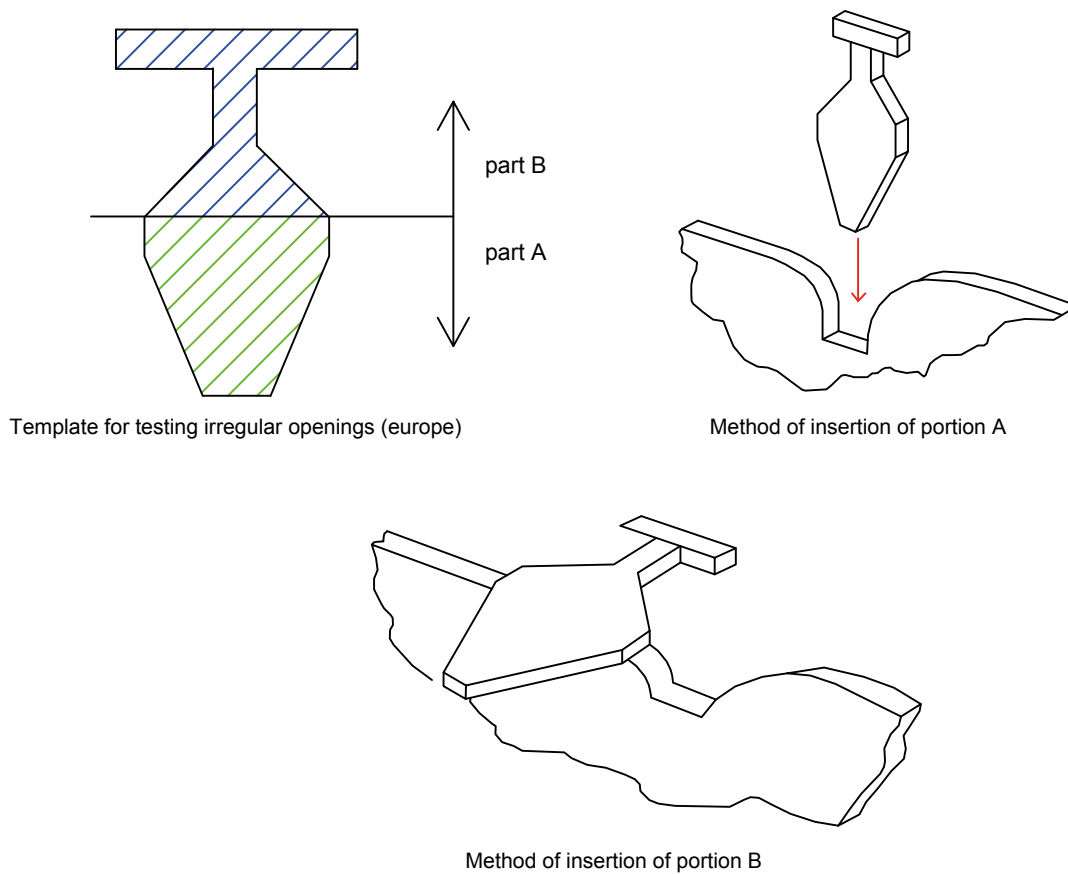 part B
part A
Template for testing irregular openings (europe)
Method of insertion of portion A
Method of insertion of portion B